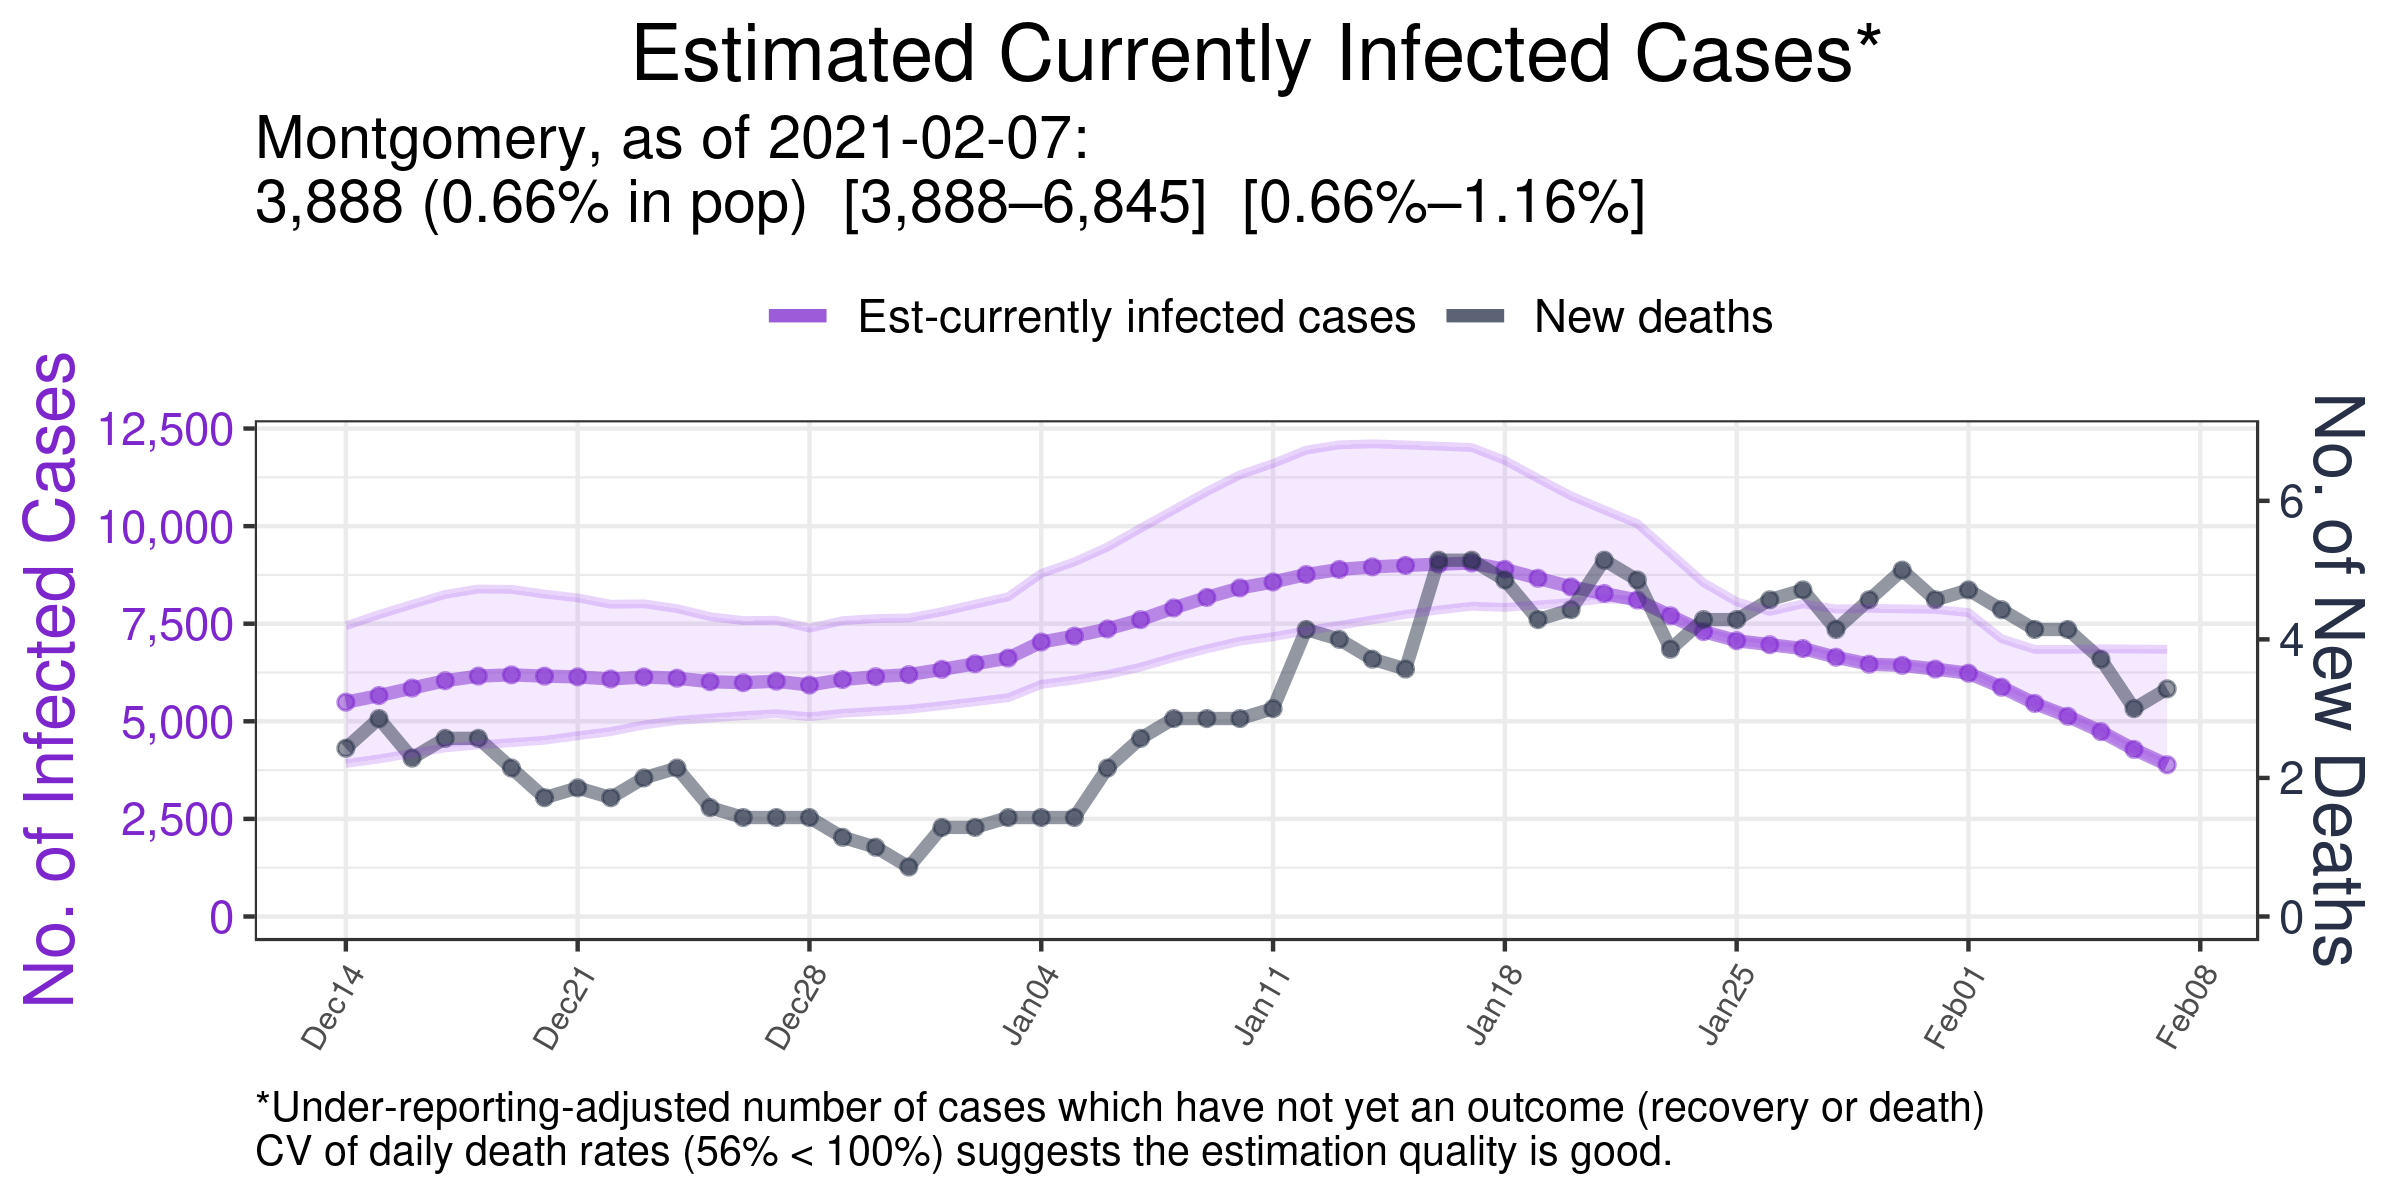 Estimated Currently Infected Cases*
Montgomery, as of 2021-02-07:
3,888 (0.66% in pop)  [3,888–6,845]  [0.66%–1.16%]
Est-currently infected cases
New deaths
No. of Infected Cases
12,500
10,000
7,500
5,000
2,500
0
No. of New Deaths
6
4
2
0
Dec14
Dec21
Dec28
Jan04
Jan11
Jan18
Jan25
Feb01
Feb08
*Under-reporting-adjusted number of cases which have not yet an outcome (recovery or death)
CV of daily death rates (56% < 100%) suggests the estimation quality is good.